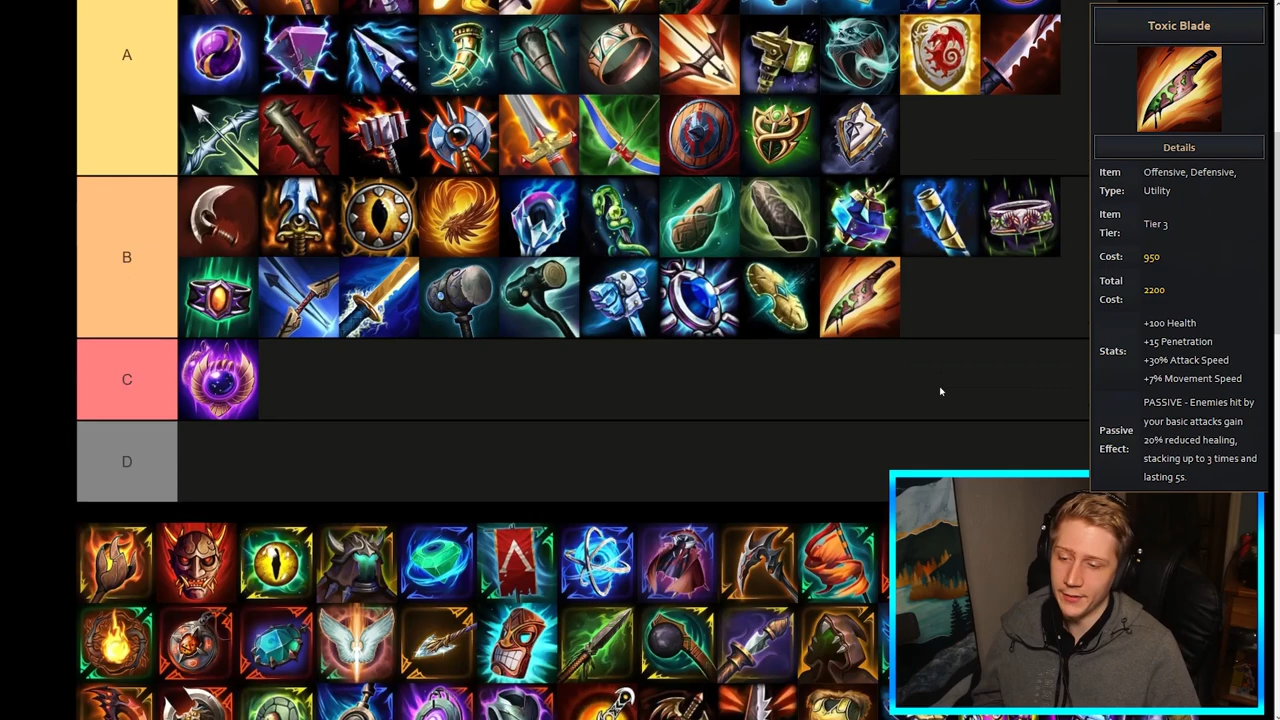 A
B
C
D
Toxic Blade
Details
Item Type: Offensive, Defensive, Utility
Item Tier: Tier 3
Cost: 950
Total Cost: 2200
Stats: +100 Health
+15 Penetration
+30% Attack Speed
+7% Movement Speed
Passive Effect: PASSIVE - Enemies hit by
your basic attacks gain
20% reduced healing,
stacking up to 3 times and
lasting 5s.